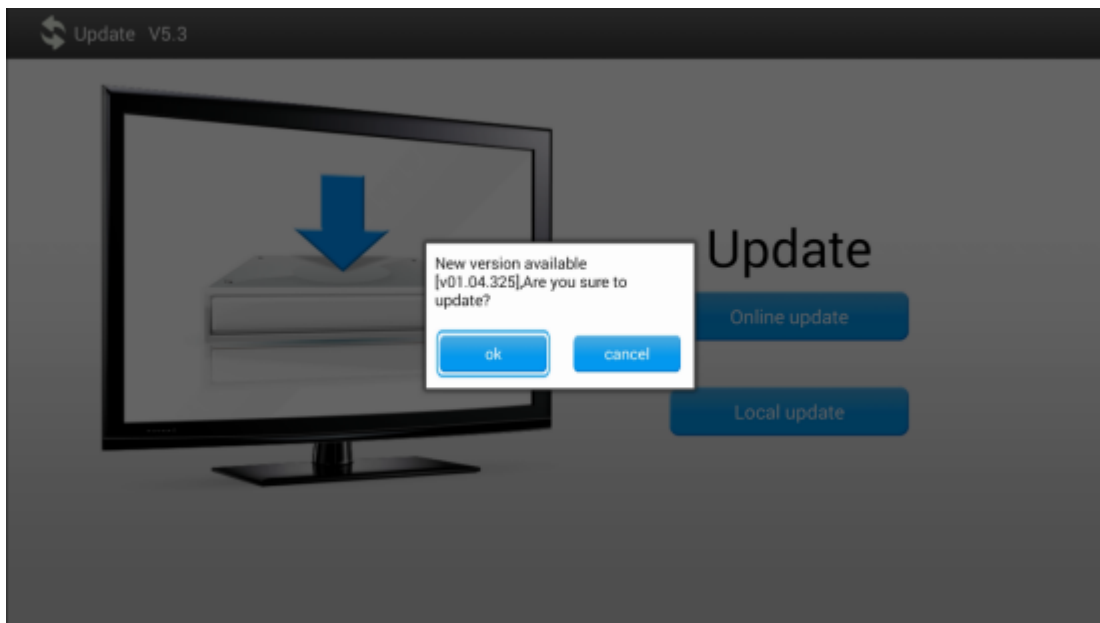 Update V5.3
New version available
[v01.04.325],Are you sure to
update?
ok
cancel
Update
Online update
Local update